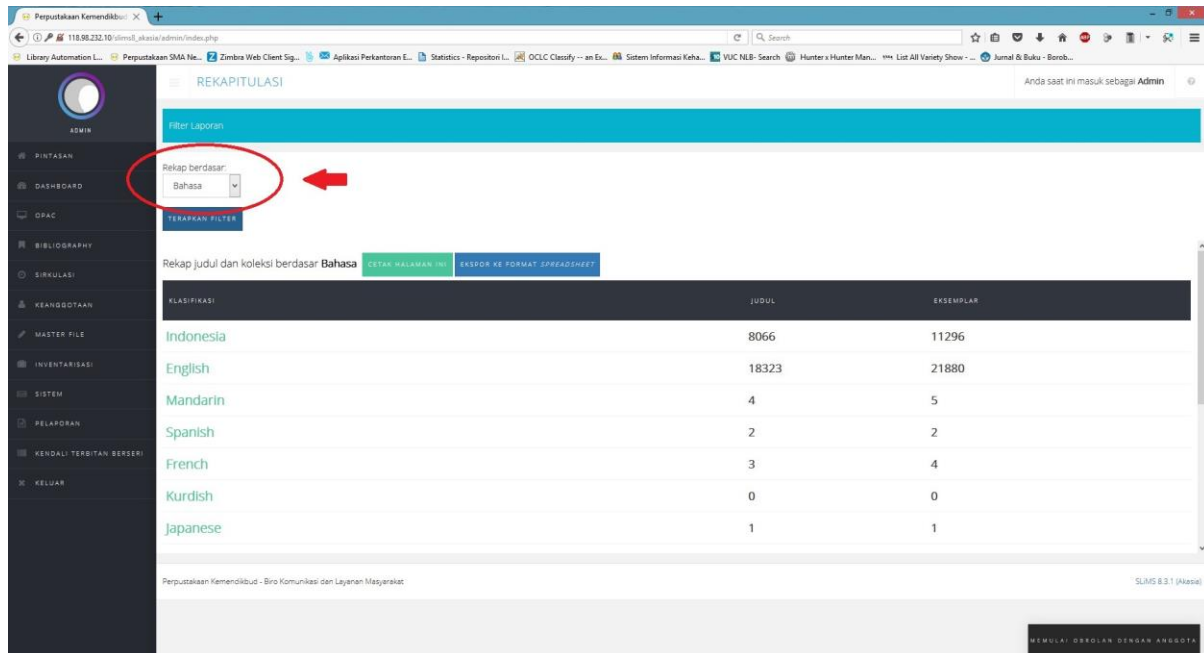 Perpustakaan Kemendikbud
118.98.232.10/slims8_akasia/admin/index.php
Search
Library Automation L... Perpustakaan SMA Ne... Zimbra Web Client Sig... Aplikasi Perkantoran E... Statistics - Repositori I... OCLC Classify -- an Ex... Sistem Informasi Keha... VUC NLB- Search Hunter x Hunter Man... List All Variety Show - ... Jurnal & Buku - Borob...
REKAPITULASI
Anda saat ini masuk sebagai Admin
ADMIN
Filter Laporan
PINTASAN
DASHBOARD
OPAC
BIBLIOGRAPHY
SIRKULASI
KEANGGOTAAN
MASTER FILE
INVENTARISASI
SISTEM
PELAPORAN
KENDALI TERBITAN BERSERI
KELUAR
Rekap berdasar:
Bahasa
TERAPKAN FILTER
Rekap judul dan koleksi berdasar Bahasa CETAK HALAMAN INI EKSPOR KE FORMAT SPREADSHEET
KLASIFIKASI JUDUL EKSEMPLAR
Indonesia 8066 11296
English 18323 21880
Mandarin 4 5
Spanish 2 2
French 3 4
Kurdish 0 0
Japanese 1 1
Perpustakaan Kemendikbud - Biro Komunikasi dan Layanan Masyarakat
SLiMS 8.3.1 (Akasia)
MEMULAI OBROLAN DENGAN ANGGOTA